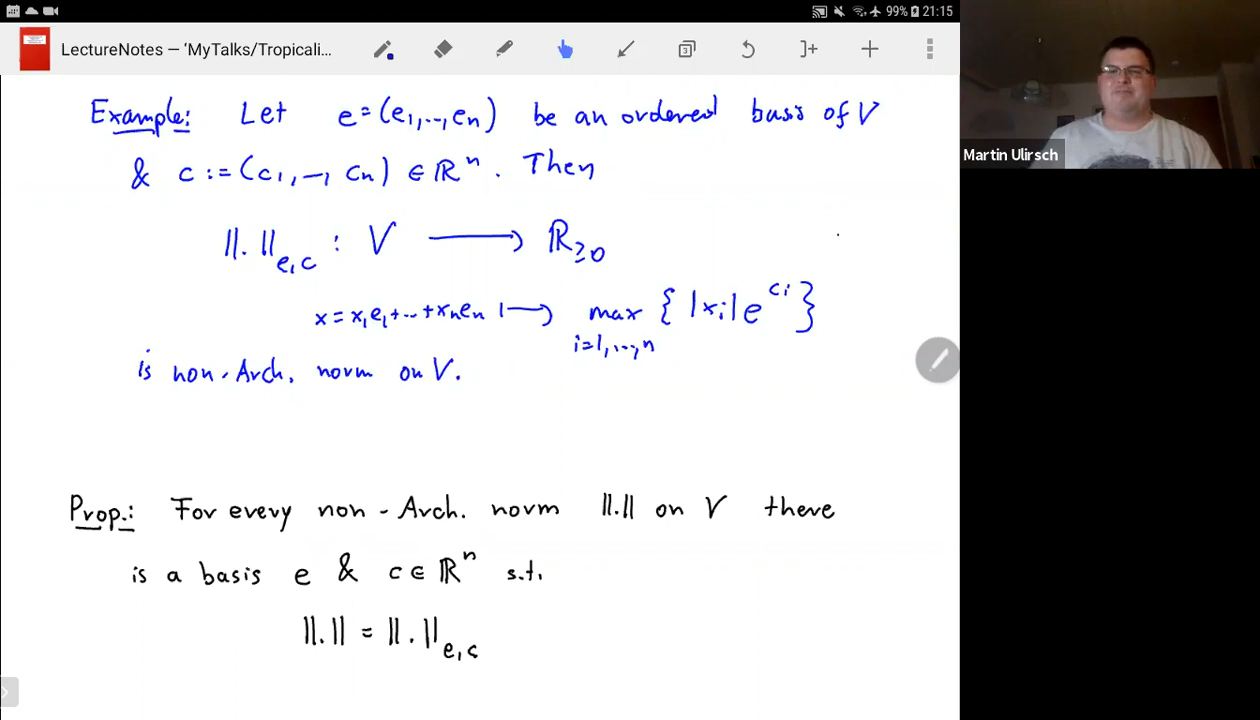 99% 21:15
LectureNotes – ‘MyTalks/Tropicali…
Example: Let e=(e₁,..,eₙ) be an ordered basis of V
& c:=(c₁,–,cₙ) ∈ ℝⁿ. Then
||.||e,c : V ⟶ ℝ≥0
x = x₁e₁+..+xₙeₙ ⟼ max { |xᵢ|e^cᵢ }
i=1,...,n
is non-Arch. norm on V.
Prop.: For every non-Arch. norm ||.|| on V there
is a basis e & c∈ℝⁿ s.t.
||.|| = ||.||e,c
Martin Ulirsch